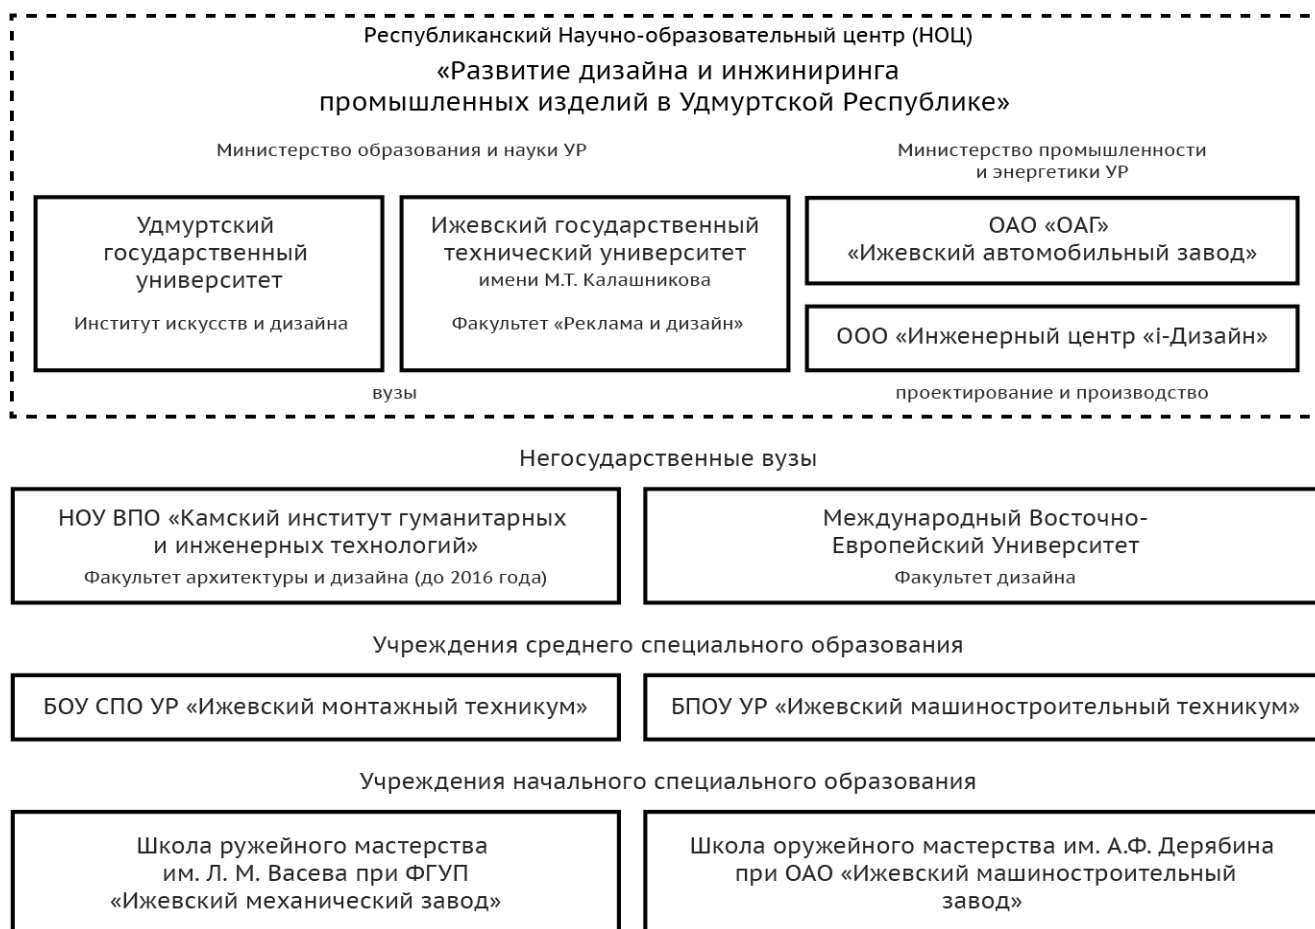 Республиканский Научно-образовательный центр (НОЦ)
«Развитие дизайна и инжиниринга
промышленных изделий в Удмуртской Республике»
Министерство образования и науки УР
Министерство промышленности
и энергетики УР
Удмуртский
государственный
университет
Институт искусств и дизайна
Ижевский государственный
технический университет
имени М.Т. Калашникова
Факультет «Реклама и дизайн»
ОАО «ОАГ»
«Ижевский автомобильный завод»
ООО «Инженерный центр «i-Дизайн»
вузы
проектирование и производство
Негосударственные вузы
НОУ ВПО «Камский институт гуманитарных
и инженерных технологий»
Факультет архитектуры и дизайна (до 2016 года)
Международный Восточно-
Европейский Университет
Факультет дизайна
Учреждения среднего специального образования
БОУ СПО УР «Ижевский монтажный техникум»
БПОУ УР «Ижевский машиностроительный техникум»
Учреждения начального специального образования
Школа ружейного мастерства
им. Л. М. Васева при ФГУП
«Ижевский механический завод»
Школа оружейного мастерства им. А.Ф. Дерябина
при ОАО «Ижевский машиностроительный
завод»